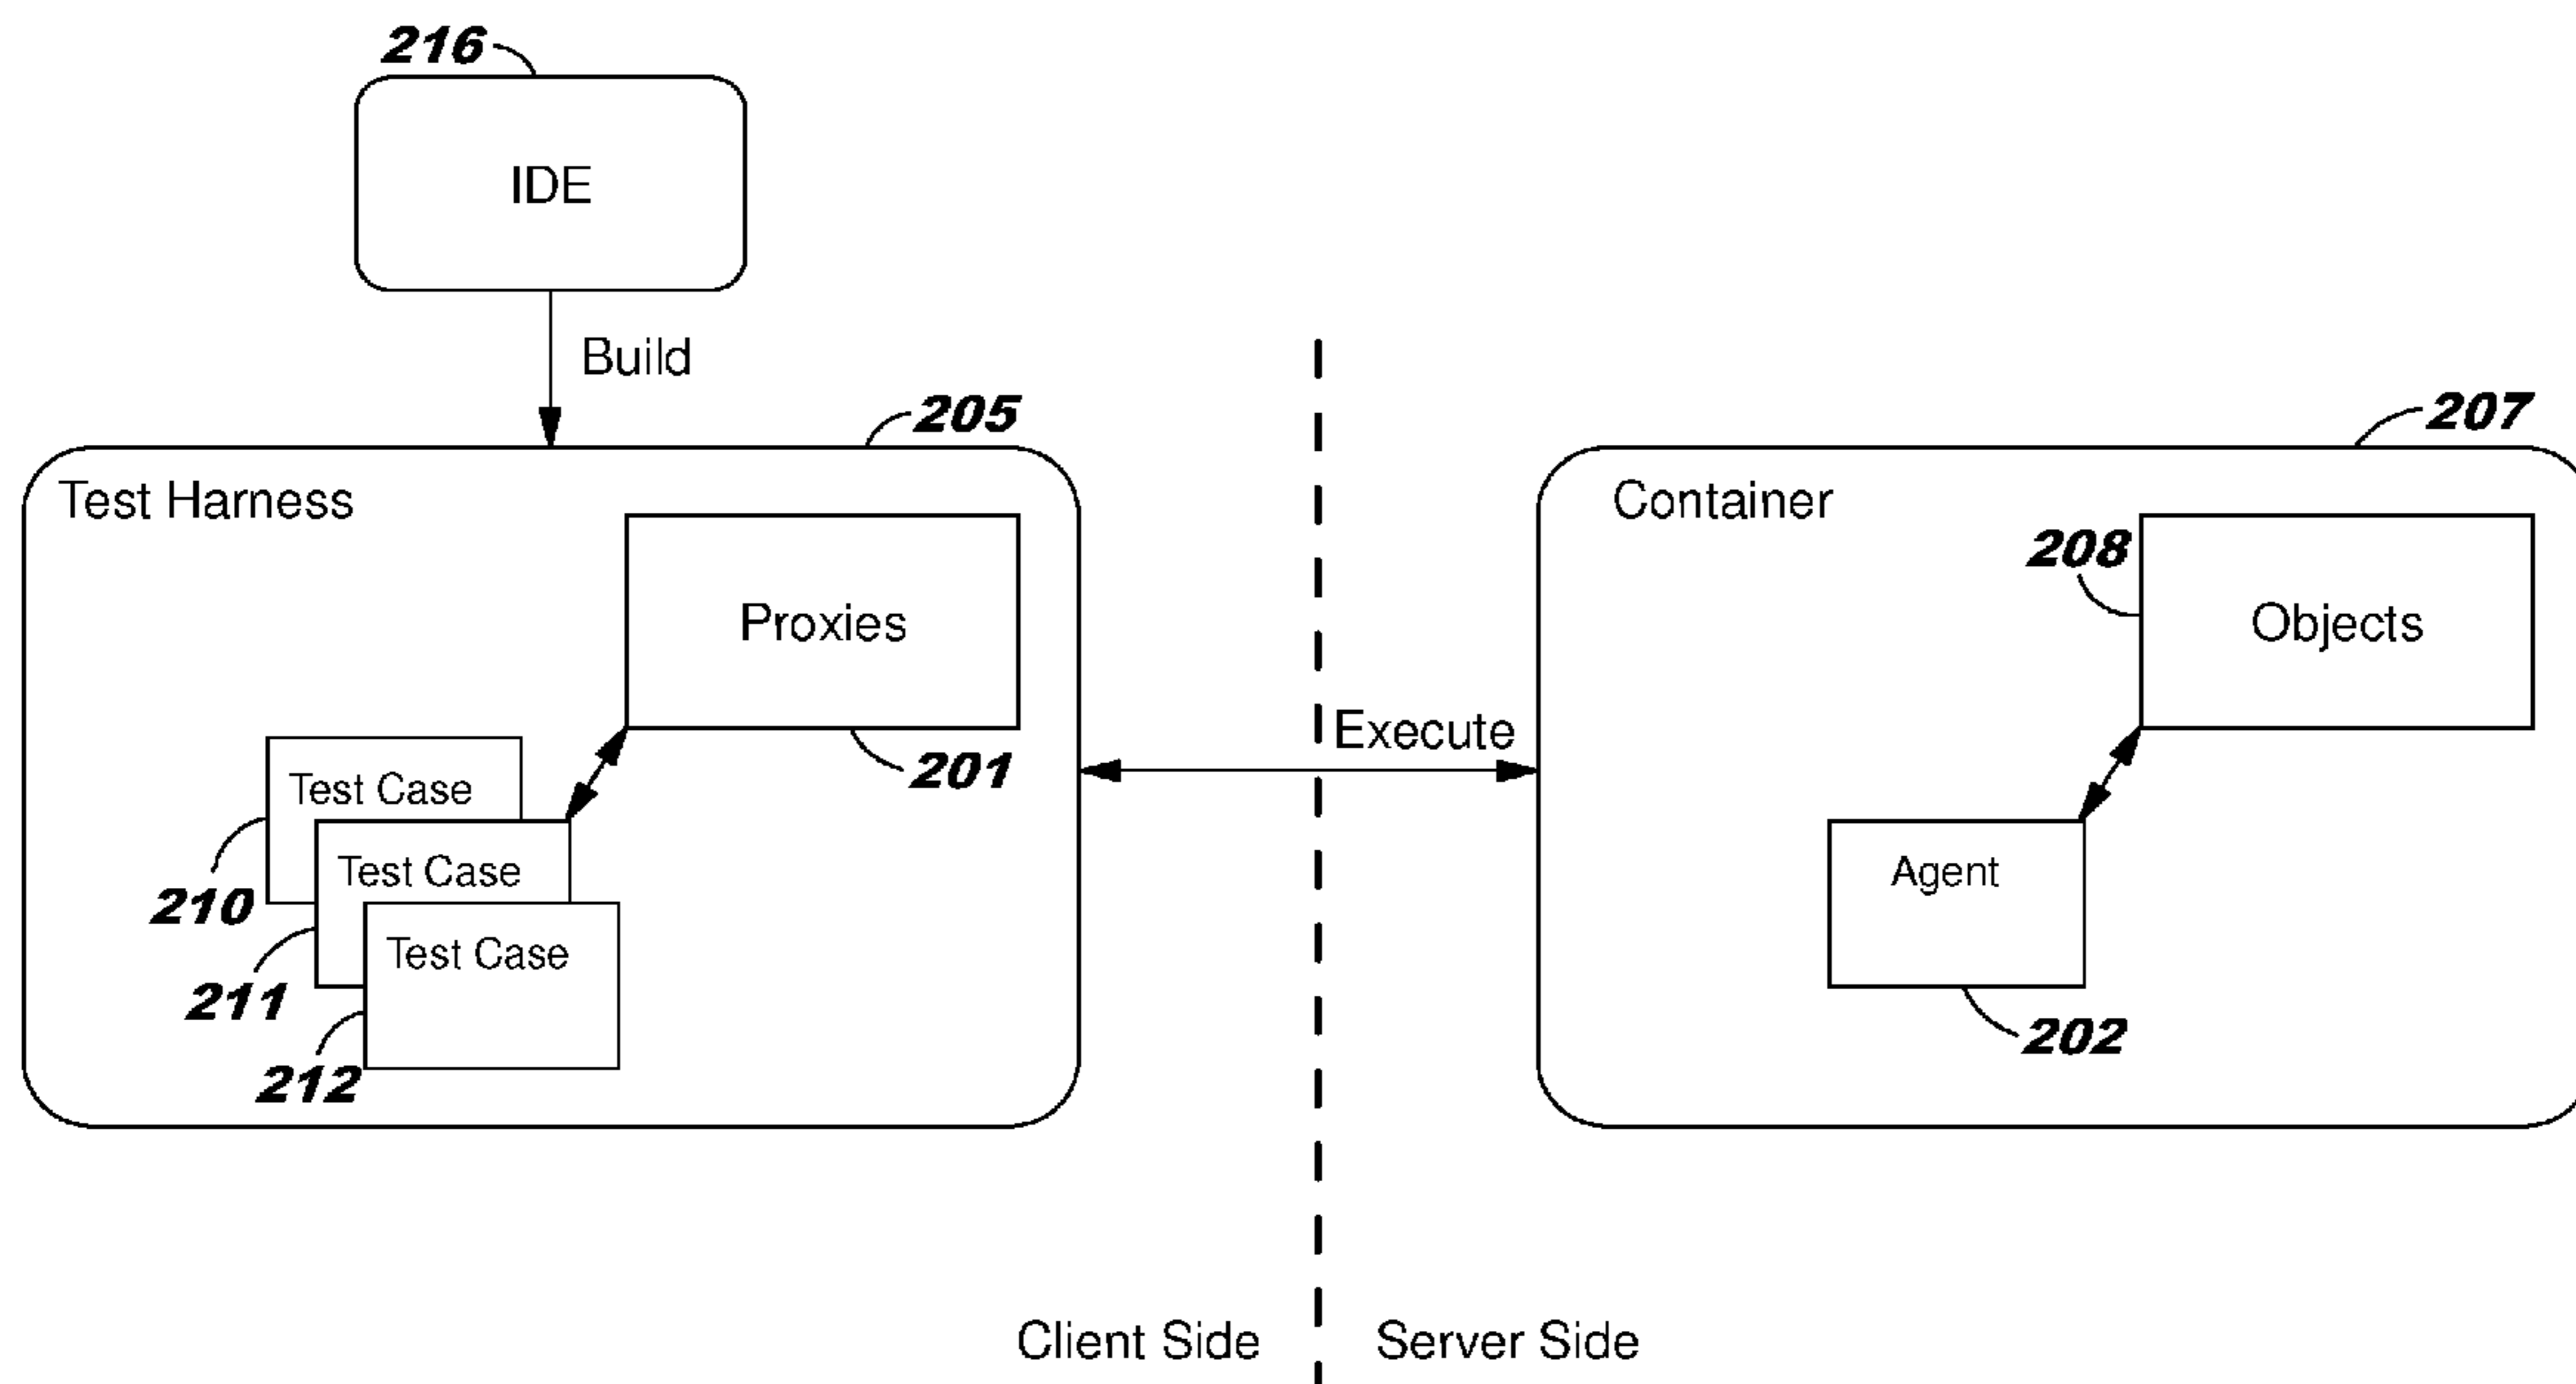 216
IDE
Build
205
207
Test Harness
Container
208
Proxies
Objects
Execute
201
Test Case
210
Test Case
Agent
211
Test Case
202
212
Client Side
Server Side